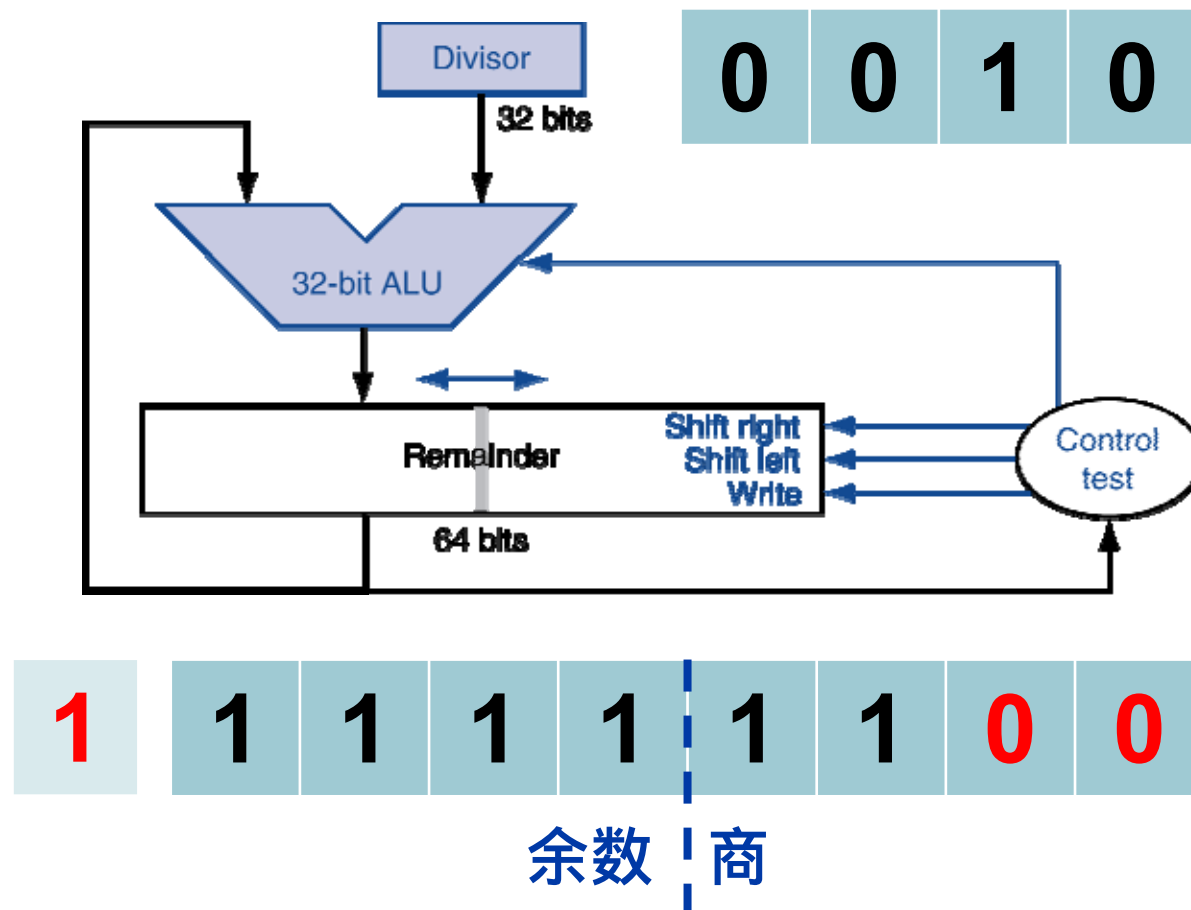 Divisor
0 0 1 0
32 bits
32-bit ALU
Shift right
Control
Remainder
Shift left
test
Write
64 bits
1 1 1 1 1 1 1 0 0
余数 商